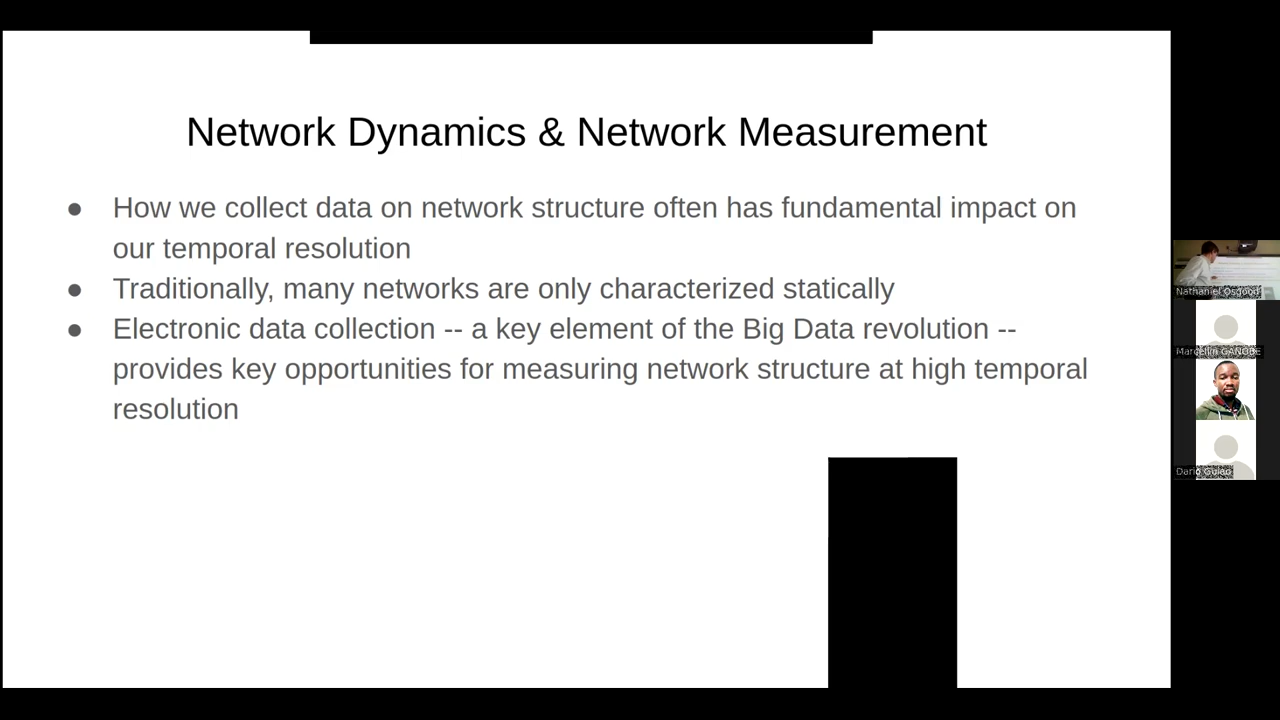 Network Dynamics & Network Measurement
● How we collect data on network structure often has fundamental impact on
our temporal resolution
● Traditionally, many networks are only characterized statically
● Electronic data collection -- a key element of the Big Data revolution --
provides key opportunities for measuring network structure at high temporal
resolution
Nathaniel Osgood
Marcellin
Dario